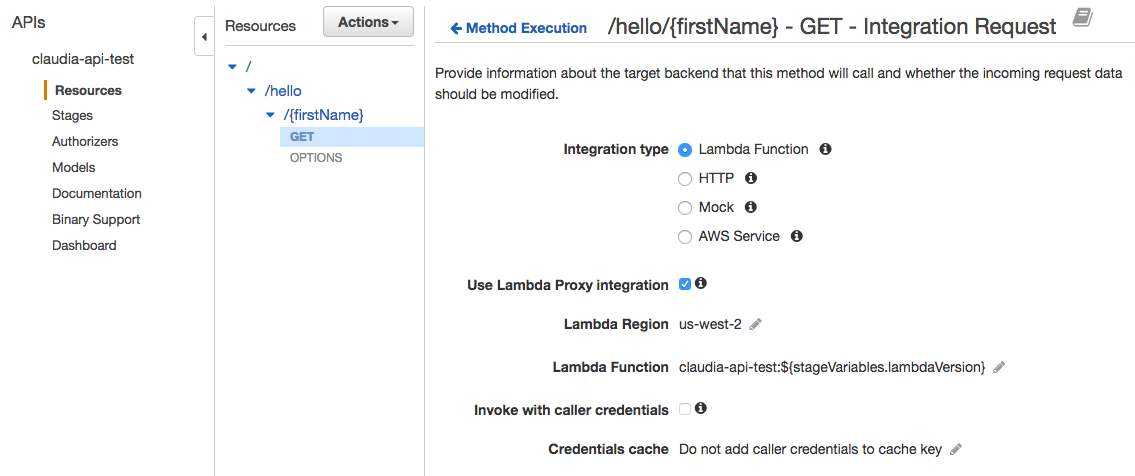 APIs
claudia-api-test
Resources
Stages
Authorizers
Models
Documentation
Binary Support
Dashboard
Resources
Actions
/
/hello
/{firstName}
GET
OPTIONS
Method Execution
/hello/{firstName} - GET - Integration Request
Provide information about the target backend that this method will call and whether the incoming request data
should be modified.
Integration type Lambda Function
HTTP
Mock
AWS Service
Use Lambda Proxy integration
Lambda Region us-west-2
Lambda Function claudia-api-test:${stageVariables.lambdaVersion}
Invoke with caller credentials
Credentials cache Do not add caller credentials to cache key